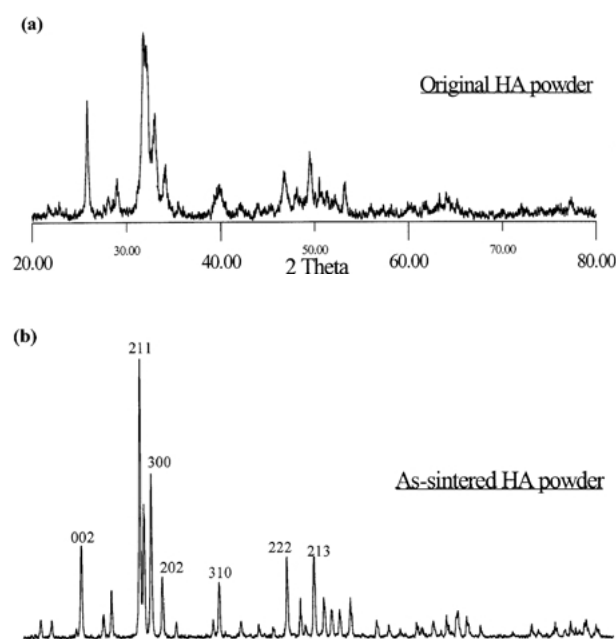 (a)
Original HA powder
20.00 30.00 40.00 50.00 60.00 70.00 80.00
2 Theta
(b)
211
300
As-sintered HA powder
002
222 213
202 310